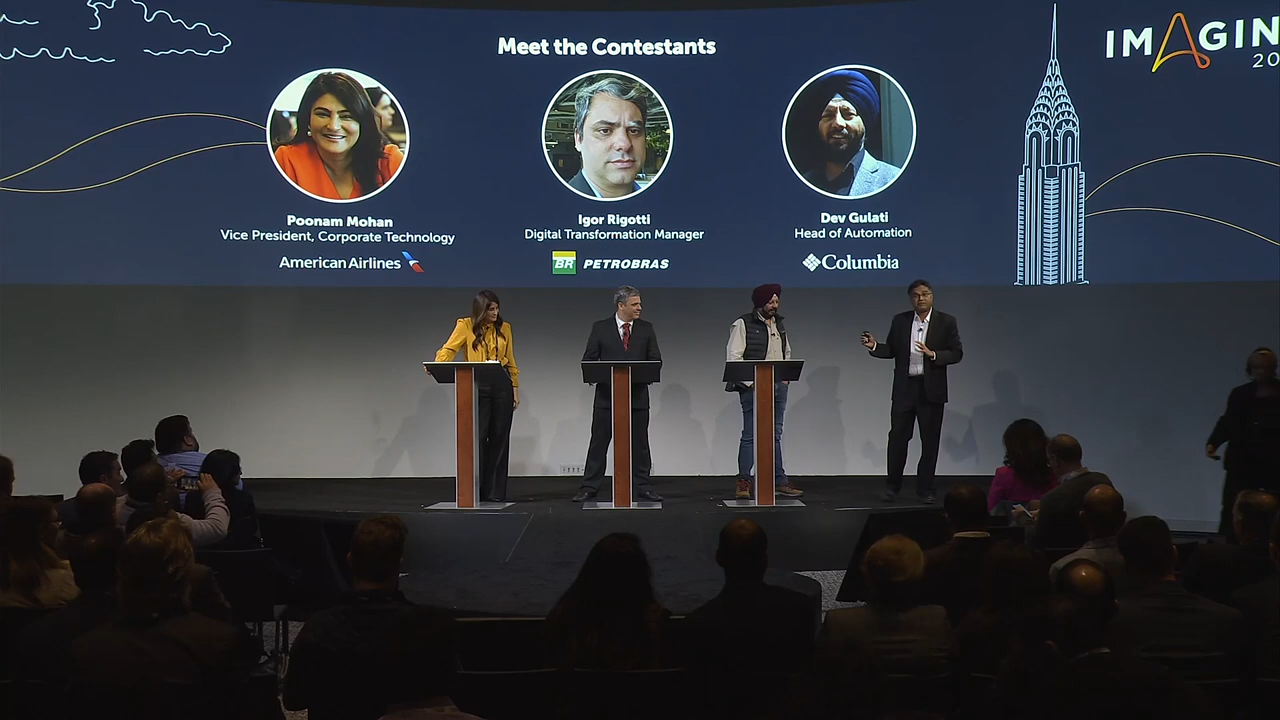 Meet the Contestants
IMAGIN
20
Poonam Mohan
Vice President, Corporate Technology
American Airlines
Igor Rigotti
Digital Transformation Manager
BR PETROBRAS
Dev Gulati
Head of Automation
Columbia